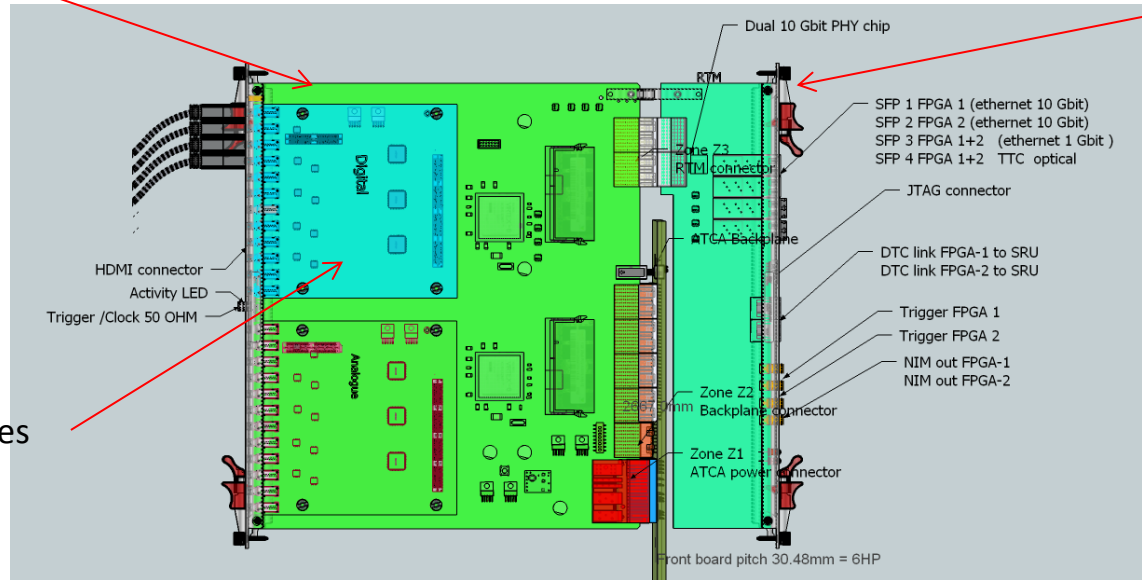 Dual 10 Gbit PHY chip
RTM
SFP 1 FPGA 1 (ethernet 10 Gbit)
SFP 2 FPGA 2 (ethernet 10 Gbit)
SFP 3 FPGA 1+2 (ethernet 1 Gbit )
SFP 4 FPGA 1+2 TTC optical
Digital
Zone Z3
RTM connector
JTAG connector
ATCA Backplane
DTC link FPGA-1 to SRU
DTC link FPGA-2 to SRU
HDMI connector
Activity LED
Trigger /Clock 50 OHM
Trigger FPGA 1
Trigger FPGA 2
NIM out FPGA-1
NIM out FPGA-2
Analogue
Zone Z2
Backplane connector
es
Zone Z1
ATCA power connector
Front board pitch 30.48mm = 6HP